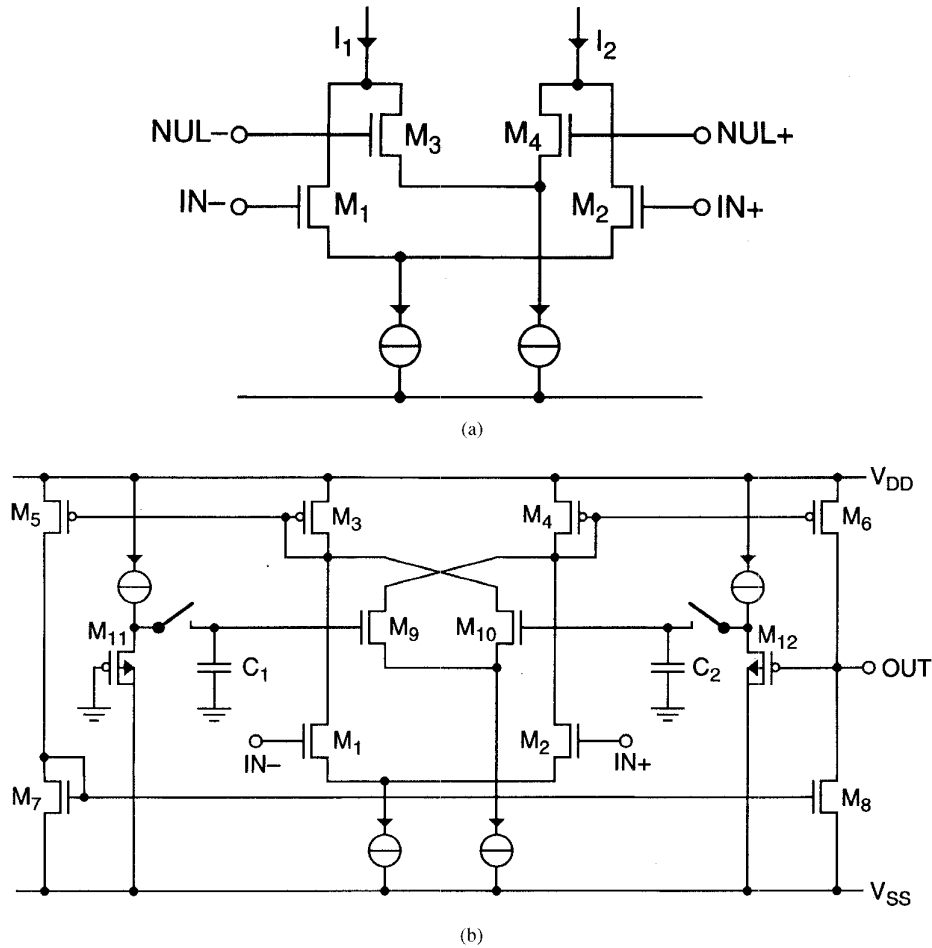 I1 I2
NUL− M3 M4 NUL+
IN− M1 M2 IN+
(a)
VDD
M5 M3 M4 M6
M11 M9 M10 M12
C1 C2 OUT
IN− M1 M2 IN+
M7 M8
VSS
(b)